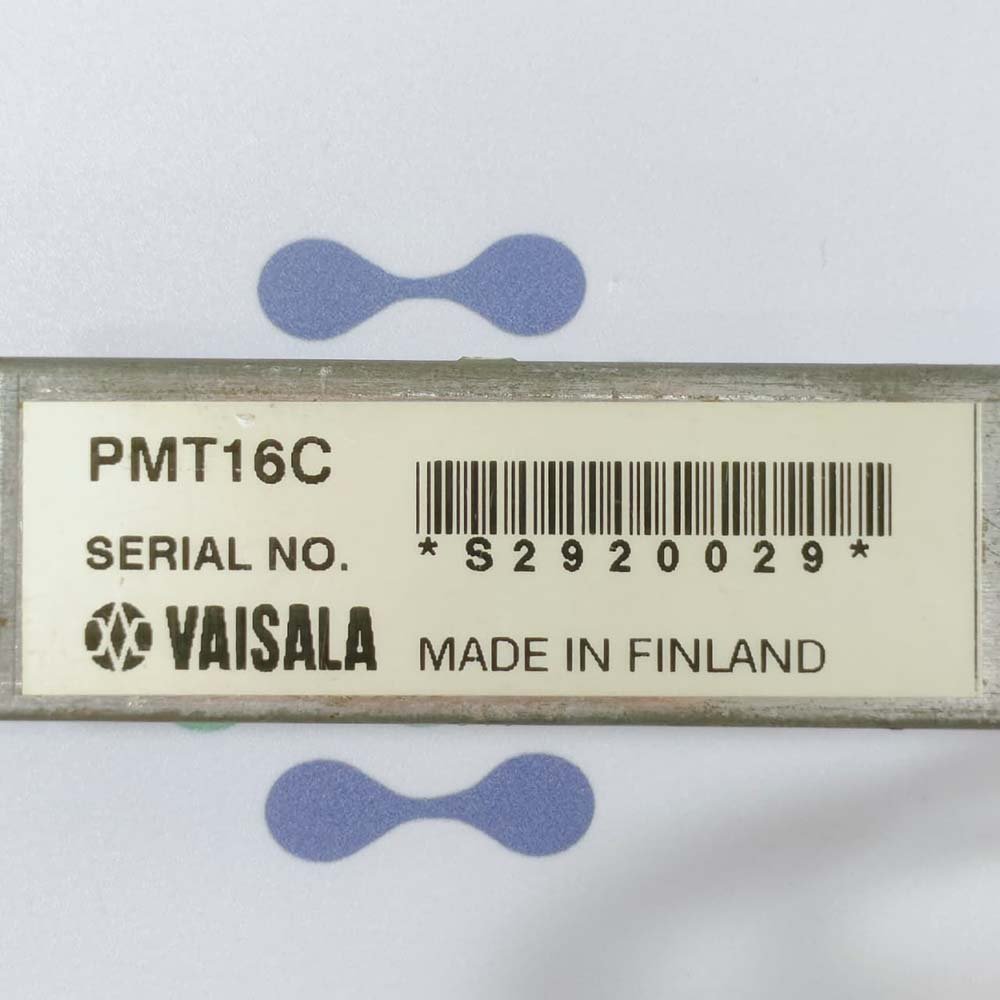 PMT16C
SERIAL NO.
*S2920029*
VAISALA
MADE IN FINLAND